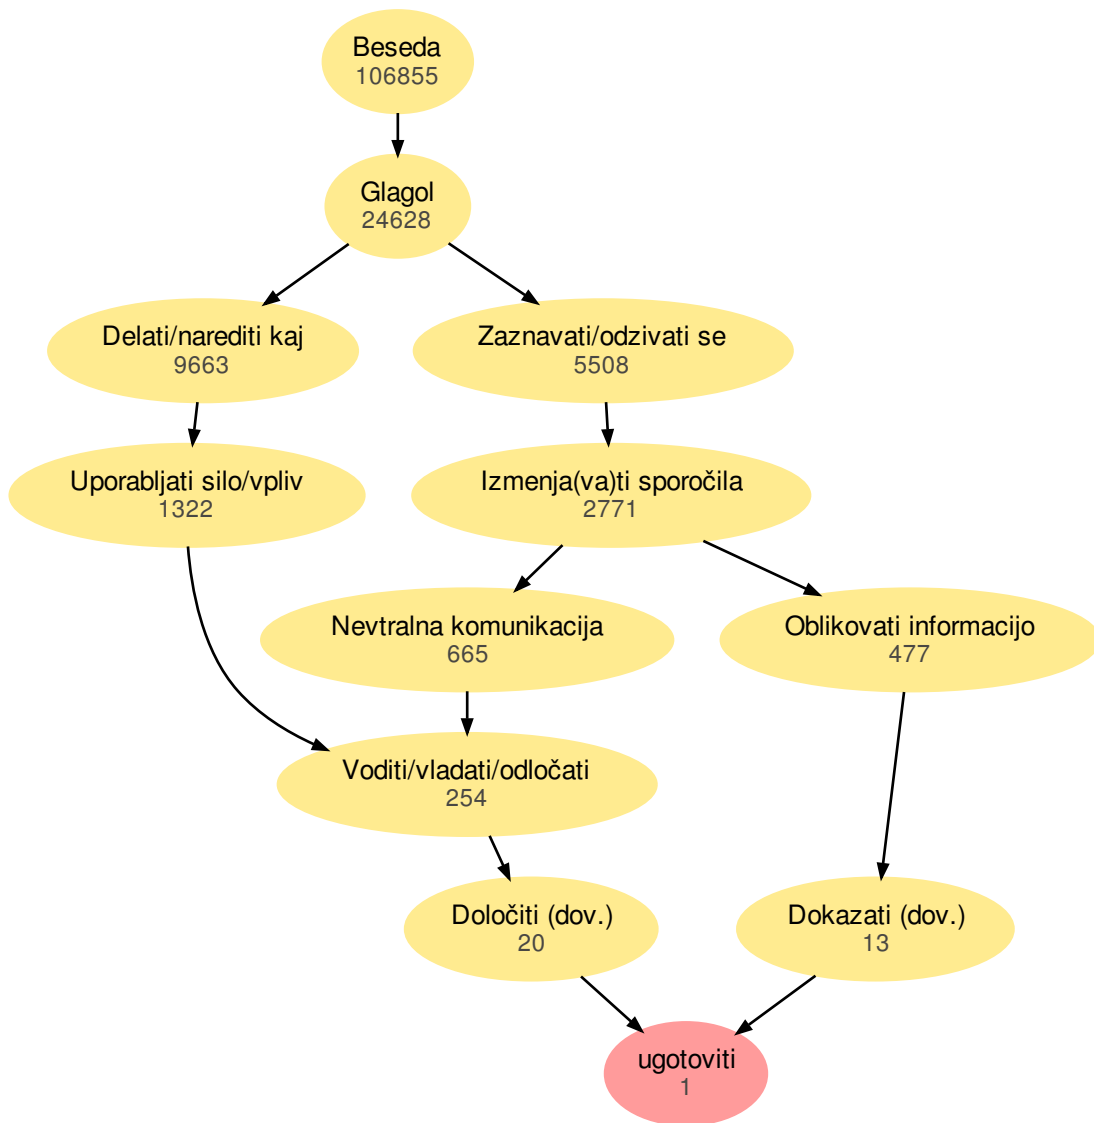 Beseda
106855
Glagol
24628
Delati/narediti kaj
9663
Zaznavati/odzivati se
5508
Uporabljati silo/vpliv
1322
Izmenja(va)ti sporočila
2771
Nevtralna komunikacija
665
Oblikovati informacijo
477
Voditi/vladati/odločati
254
Določiti (dov.)
20
Dokazati (dov.)
13
ugotoviti
1